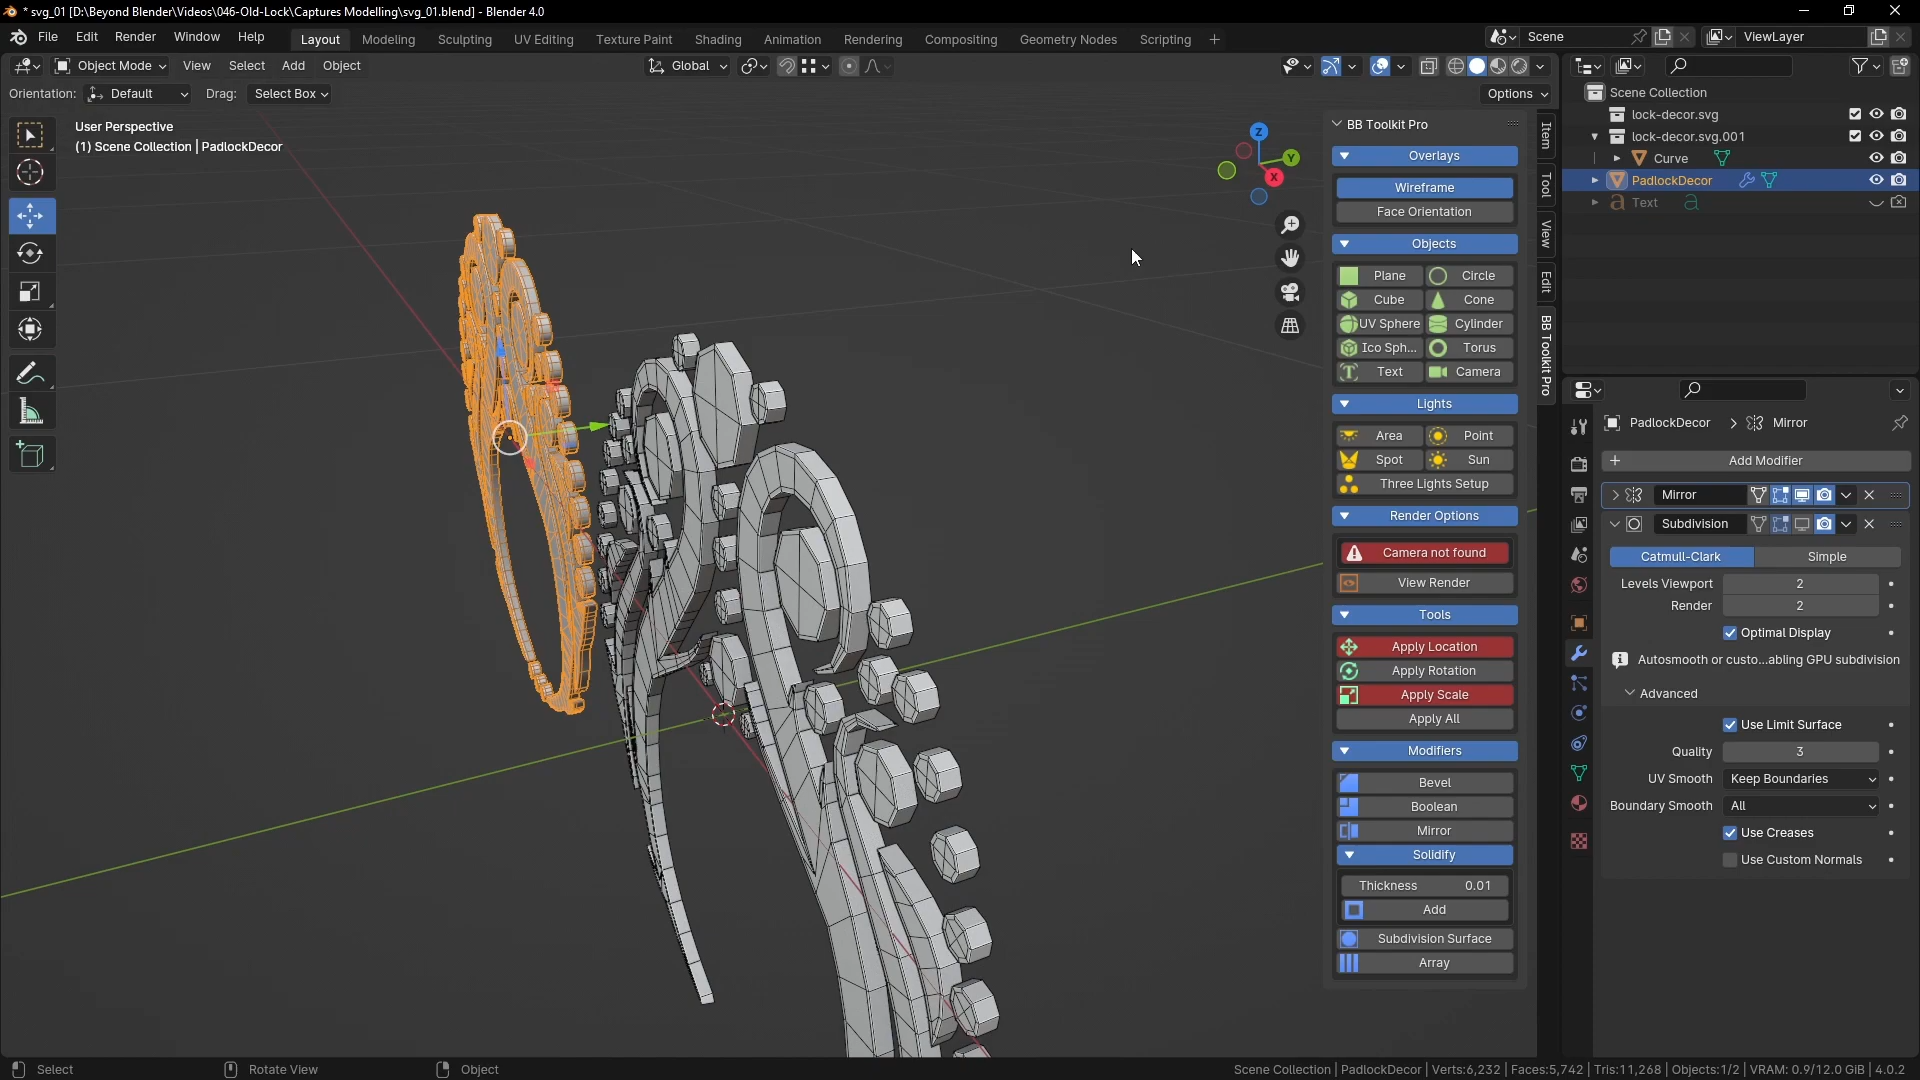 * svg_01 [D:\Beyond Blender\Videos\046-Old-Lock\Captures Modelling\svg_01.blend] - Blender 4.0
File Edit Render Window Help Layout Modeling Sculpting UV Editing Texture Paint Shading Animation Rendering Compositing Geometry Nodes Scripting + Scene ViewLayer
Object Mode View Select Add Object Global
Orientation: Default Drag: Select Box Options
User Perspective
(1) Scene Collection | PadlockDecor
Z
Y
X
BB Toolkit Pro
Overlays
Wireframe
Face Orientation
Objects
Plane Circle
Cube Cone
UV Sphere Cylinder
Ico Sph... Torus
Text Camera
Lights
Area Point
Spot Sun
Three Lights Setup
Render Options
Camera not found
View Render
Tools
Apply Location
Apply Rotation
Apply Scale
Apply All
Modifiers
Bevel
Boolean
Mirror
Solidify
Thickness 0.01
Add
Subdivision Surface
Array
Item
Tool
View
Edit
BB Toolkit Pro
Scene Collection
lock-decor.svg
lock-decor.svg.001
Curve
PadlockDecor
Text
PadlockDecor > Mirror
+ Add Modifier
Mirror
Subdivision
Catmull-Clark Simple
Levels Viewport 2
Render 2
Optimal Display
Autosmooth or custo...abling GPU subdivision
Advanced
Use Limit Surface
Quality 3
UV Smooth Keep Boundaries
Boundary Smooth All
Use Creases
Use Custom Normals
Select Rotate View Object Scene Collection | PadlockDecor | Verts:6,232 | Faces:5,742 | Tris:11,268 | Objects:1/2 | VRAM: 0.9/12.0 GiB | 4.0.2